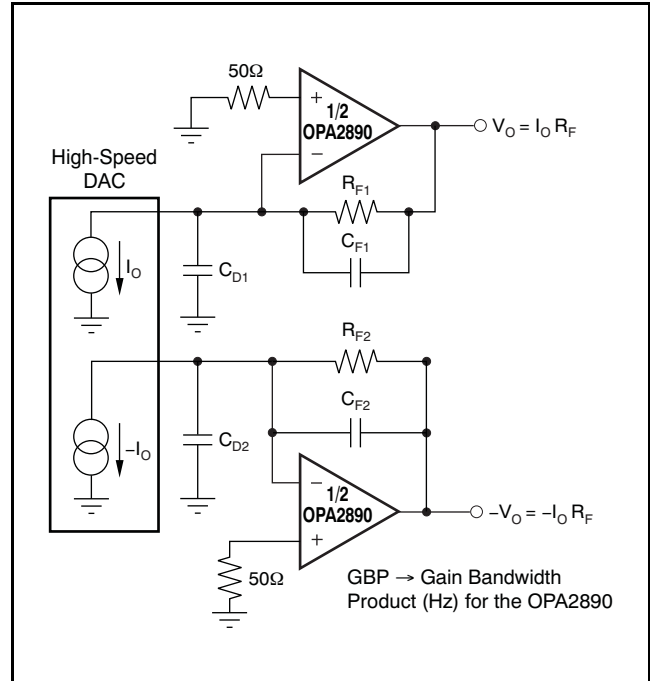 50Ω
+
1/2
OPA2890
−
V_O = I_O R_F
High-Speed
DAC
R_F1
C_F1
I_O
C_D1
R_F2
C_F2
−I_O
C_D2
−
1/2
OPA2890
+
−V_O = −I_O R_F
50Ω
GBP → Gain Bandwidth
Product (Hz) for the OPA2890